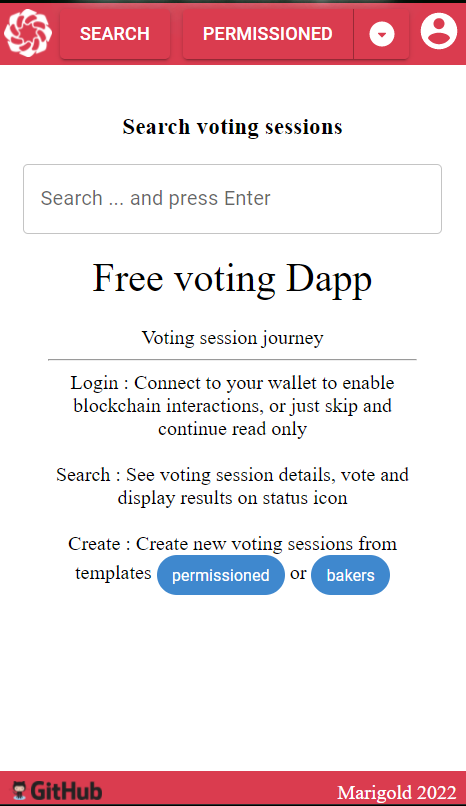 SEARCH PERMISSIONED
Search voting sessions
Search ... and press Enter
Free voting Dapp
Voting session journey
Login : Connect to your wallet to enable
blockchain interactions, or just skip and
continue read only
Search : See voting session details, vote and
display results on status icon
Create : Create new voting sessions from
templates permissioned or bakers
GitHub Marigold 2022